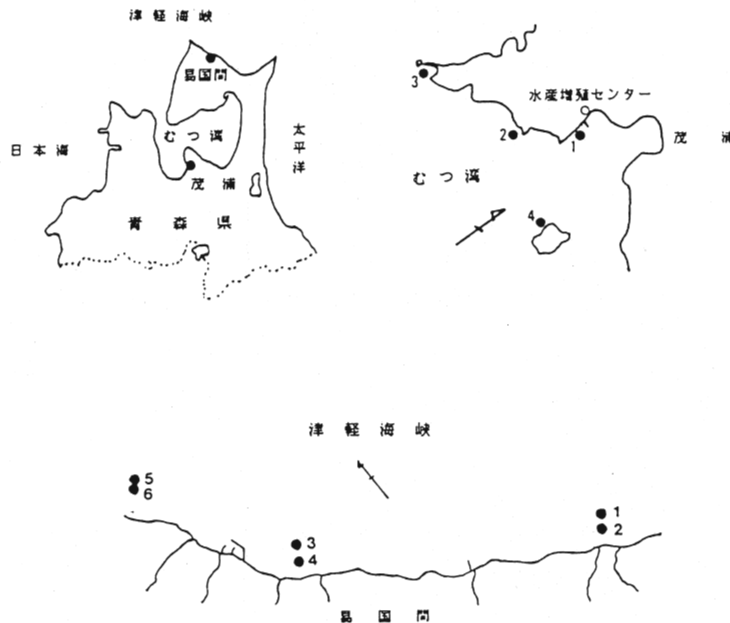 津軽海峡
易国間
むつ湾
日本海
太平洋
茂浦
青森県
3
水産増殖センター
2
1
茂浦
むつ湾
4
津軽海峡
5
6
1
3
2
4
易国間